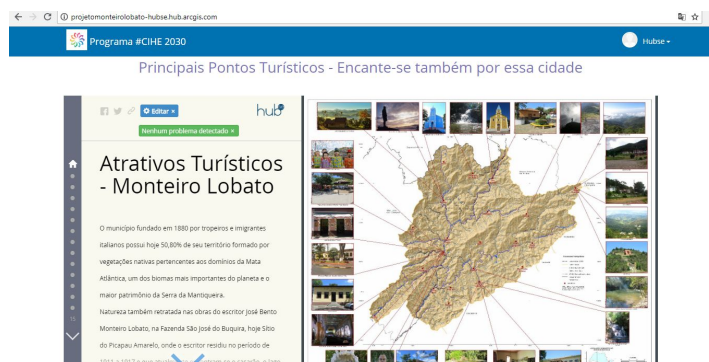 projetomonteirolobato-hubse.hub.arcgis.com
Programa #CIHE 2030
Hubse
Principais Pontos Turísticos - Encante-se também por essa cidade
Editar ×
hub
Nenhum problema detectado ×
Atrativos Turísticos
- Monteiro Lobato
O município fundado em 1880 por tropeiros e imigrantes
italianos possui hoje 50,80% de seu território formado por
vegetações nativas pertencentes aos domínios da Mata
Atlântica, um dos biomas mais importantes do planeta e o
maior patrimônio da Serra da Mantiqueira.
Natureza também retratada nas obras do escritor José Bento
Monteiro Lobato, na Fazenda São José do Buquira, hoje Sítio
do Picapau Amarelo, onde o escritor residiu no período de